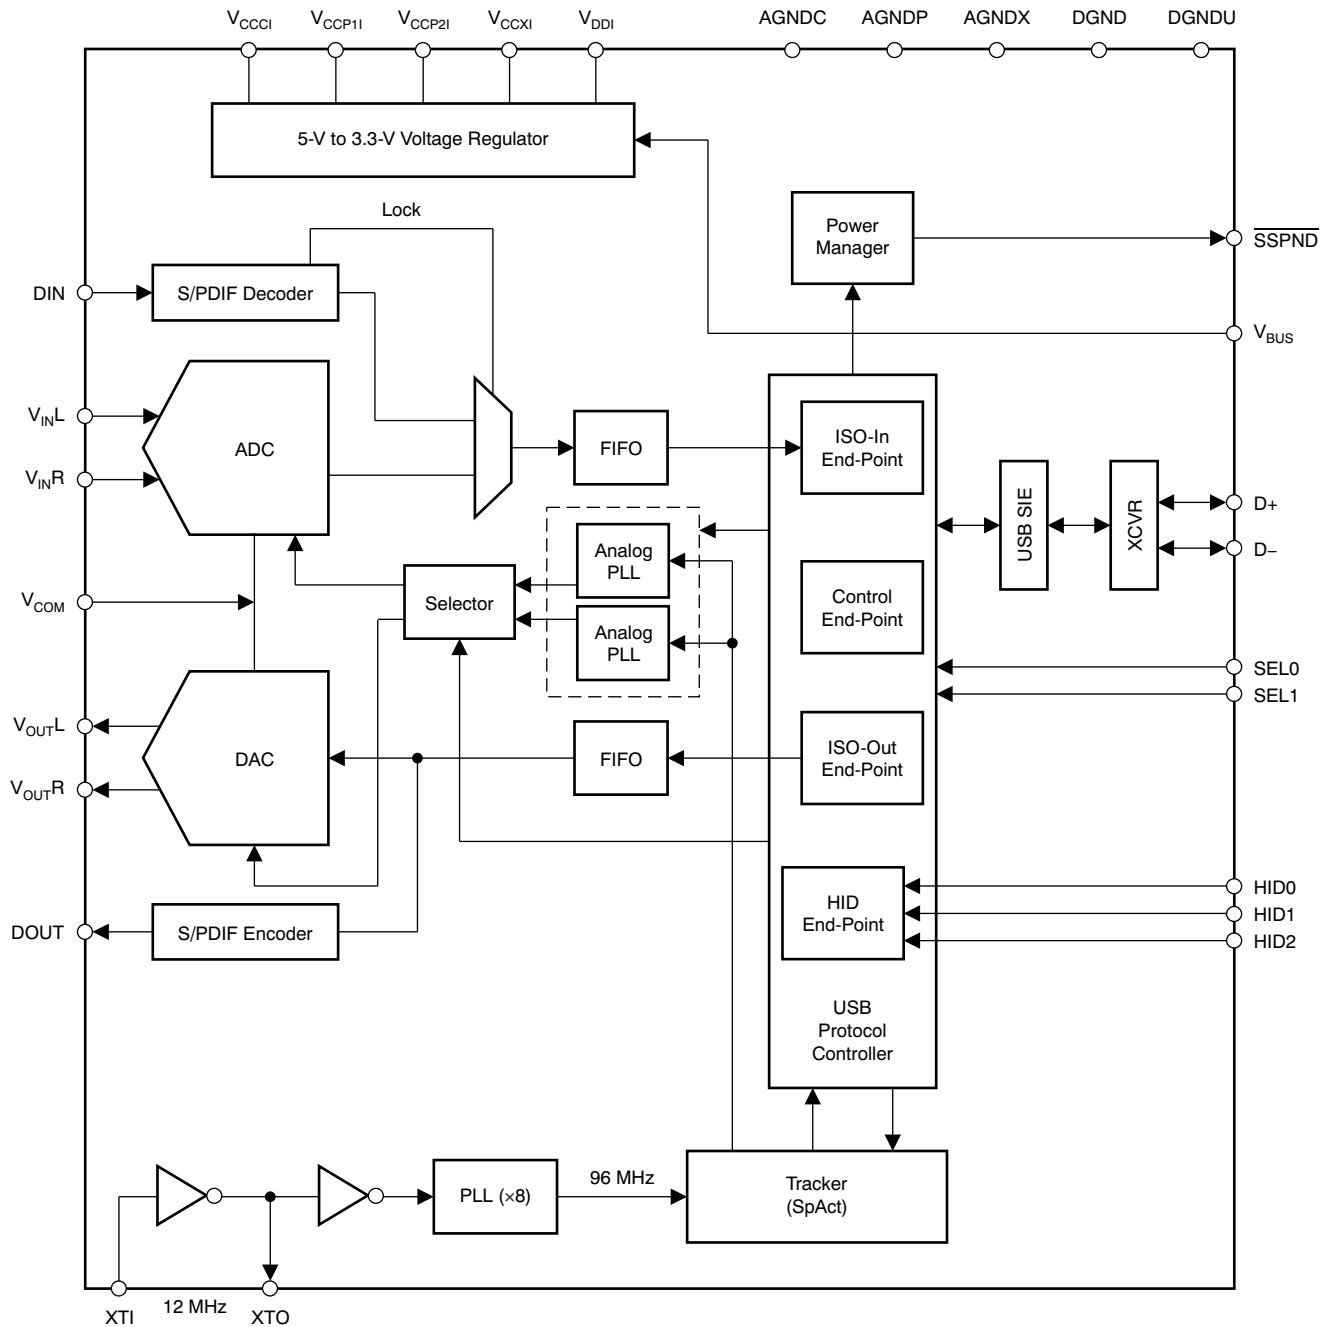 VCCCI VCCP1I VCCP2I VCCXI VDDI AGNDC AGNDP AGNDX DGND DGNDU
5-V to 3.3-V Voltage Regulator
Lock
Power
Manager
SSPND
DIN
S/PDIF Decoder
VBUS
VINL
VINR
ADC
FIFO
ISO-In
End-Point
USB SIE
XCVR
D+
D−
Analog
PLL
VCOM
Selector
Analog
PLL
Control
End-Point
SEL0
SEL1
VOUTL
VOUTR
DAC
FIFO
ISO-Out
End-Point
HID
End-Point
HID0
HID1
HID2
DOUT
S/PDIF Encoder
USB
Protocol
Controller
PLL (×8)
96 MHz
Tracker
(SpAct)
XTI
12 MHz
XTO